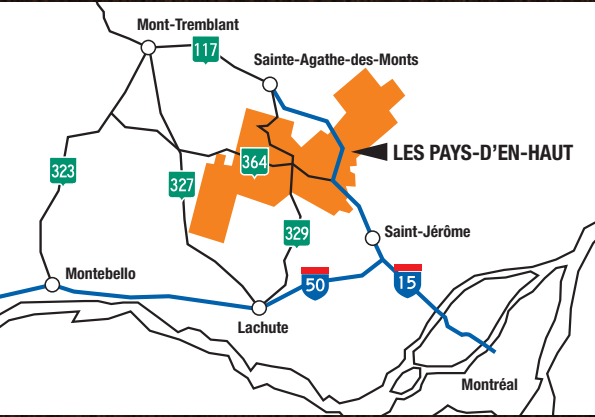 Mont-Tremblant
117
Sainte-Agathe-des-Monts
LES PAYS-D'EN-HAUT
364
323
327
329
Saint-Jérôme
Montebello
50
15
Lachute
Montréal